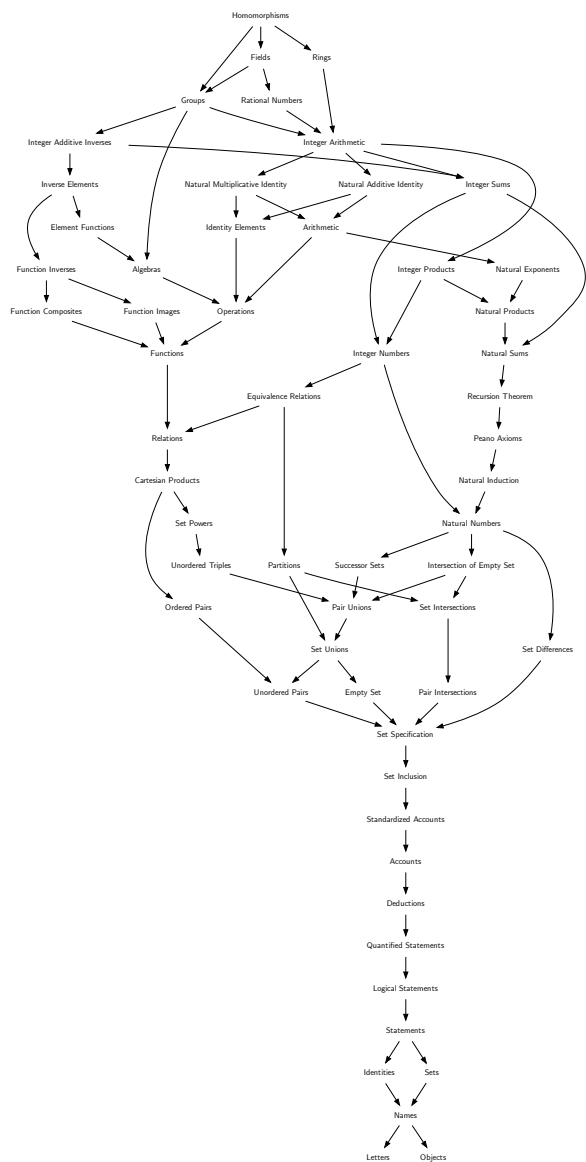 Homomorphisms
Fields
Rings
Groups
Rational Numbers
Integer Additive Inverses
Integer Arithmetic
Inverse Elements
Natural Multiplicative Identity
Natural Additive Identity
Integer Sums
Element Functions
Identity Elements
Arithmetic
Function Inverses
Algebras
Integer Products
Natural Exponents
Function Composites
Function Images
Operations
Natural Products
Functions
Integer Numbers
Natural Sums
Equivalence Relations
Recursion Theorem
Relations
Peano Axioms
Cartesian Products
Natural Induction
Set Powers
Natural Numbers
Unordered Triples
Partitions
Successor Sets
Intersection of Empty Set
Ordered Pairs
Pair Unions
Set Intersections
Set Unions
Set Differences
Unordered Pairs
Empty Set
Pair Intersections
Set Specification
Set Inclusion
Standardized Accounts
Accounts
Deductions
Quantified Statements
Logical Statements
Statements
Identities
Sets
Names
Letters
Objects